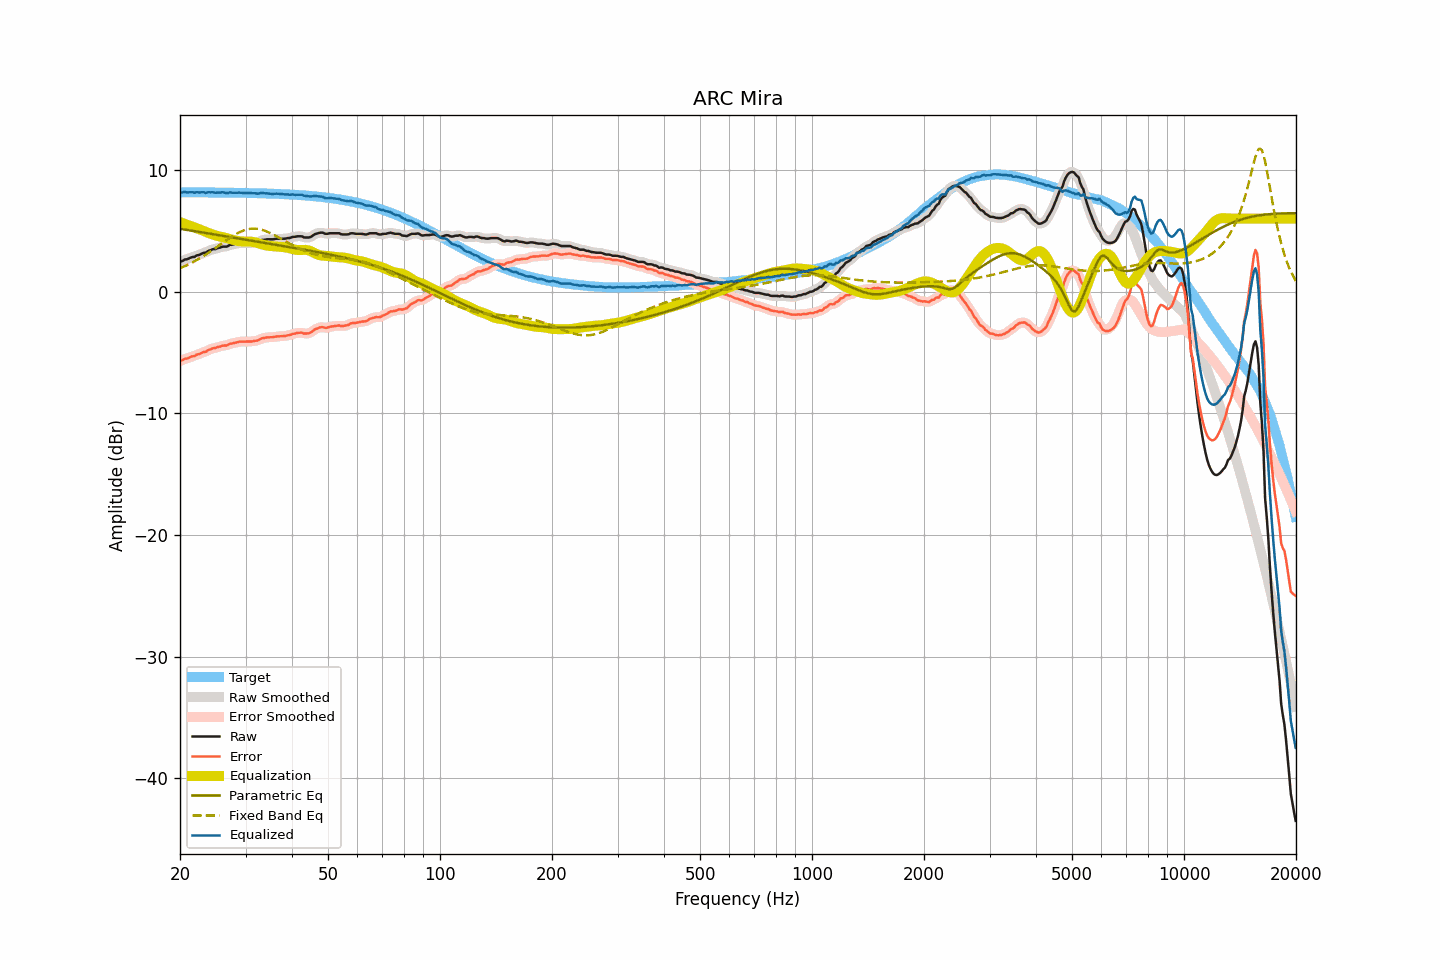 ARC Mira
10
0
−10
−20
−30
−40
Amplitude (dBr)
Target
Raw Smoothed
Error Smoothed
Raw
Error
Equalization
Parametric Eq
Fixed Band Eq
Equalized
20 50 100 200 500 1000 2000 5000 10000 20000
Frequency (Hz)